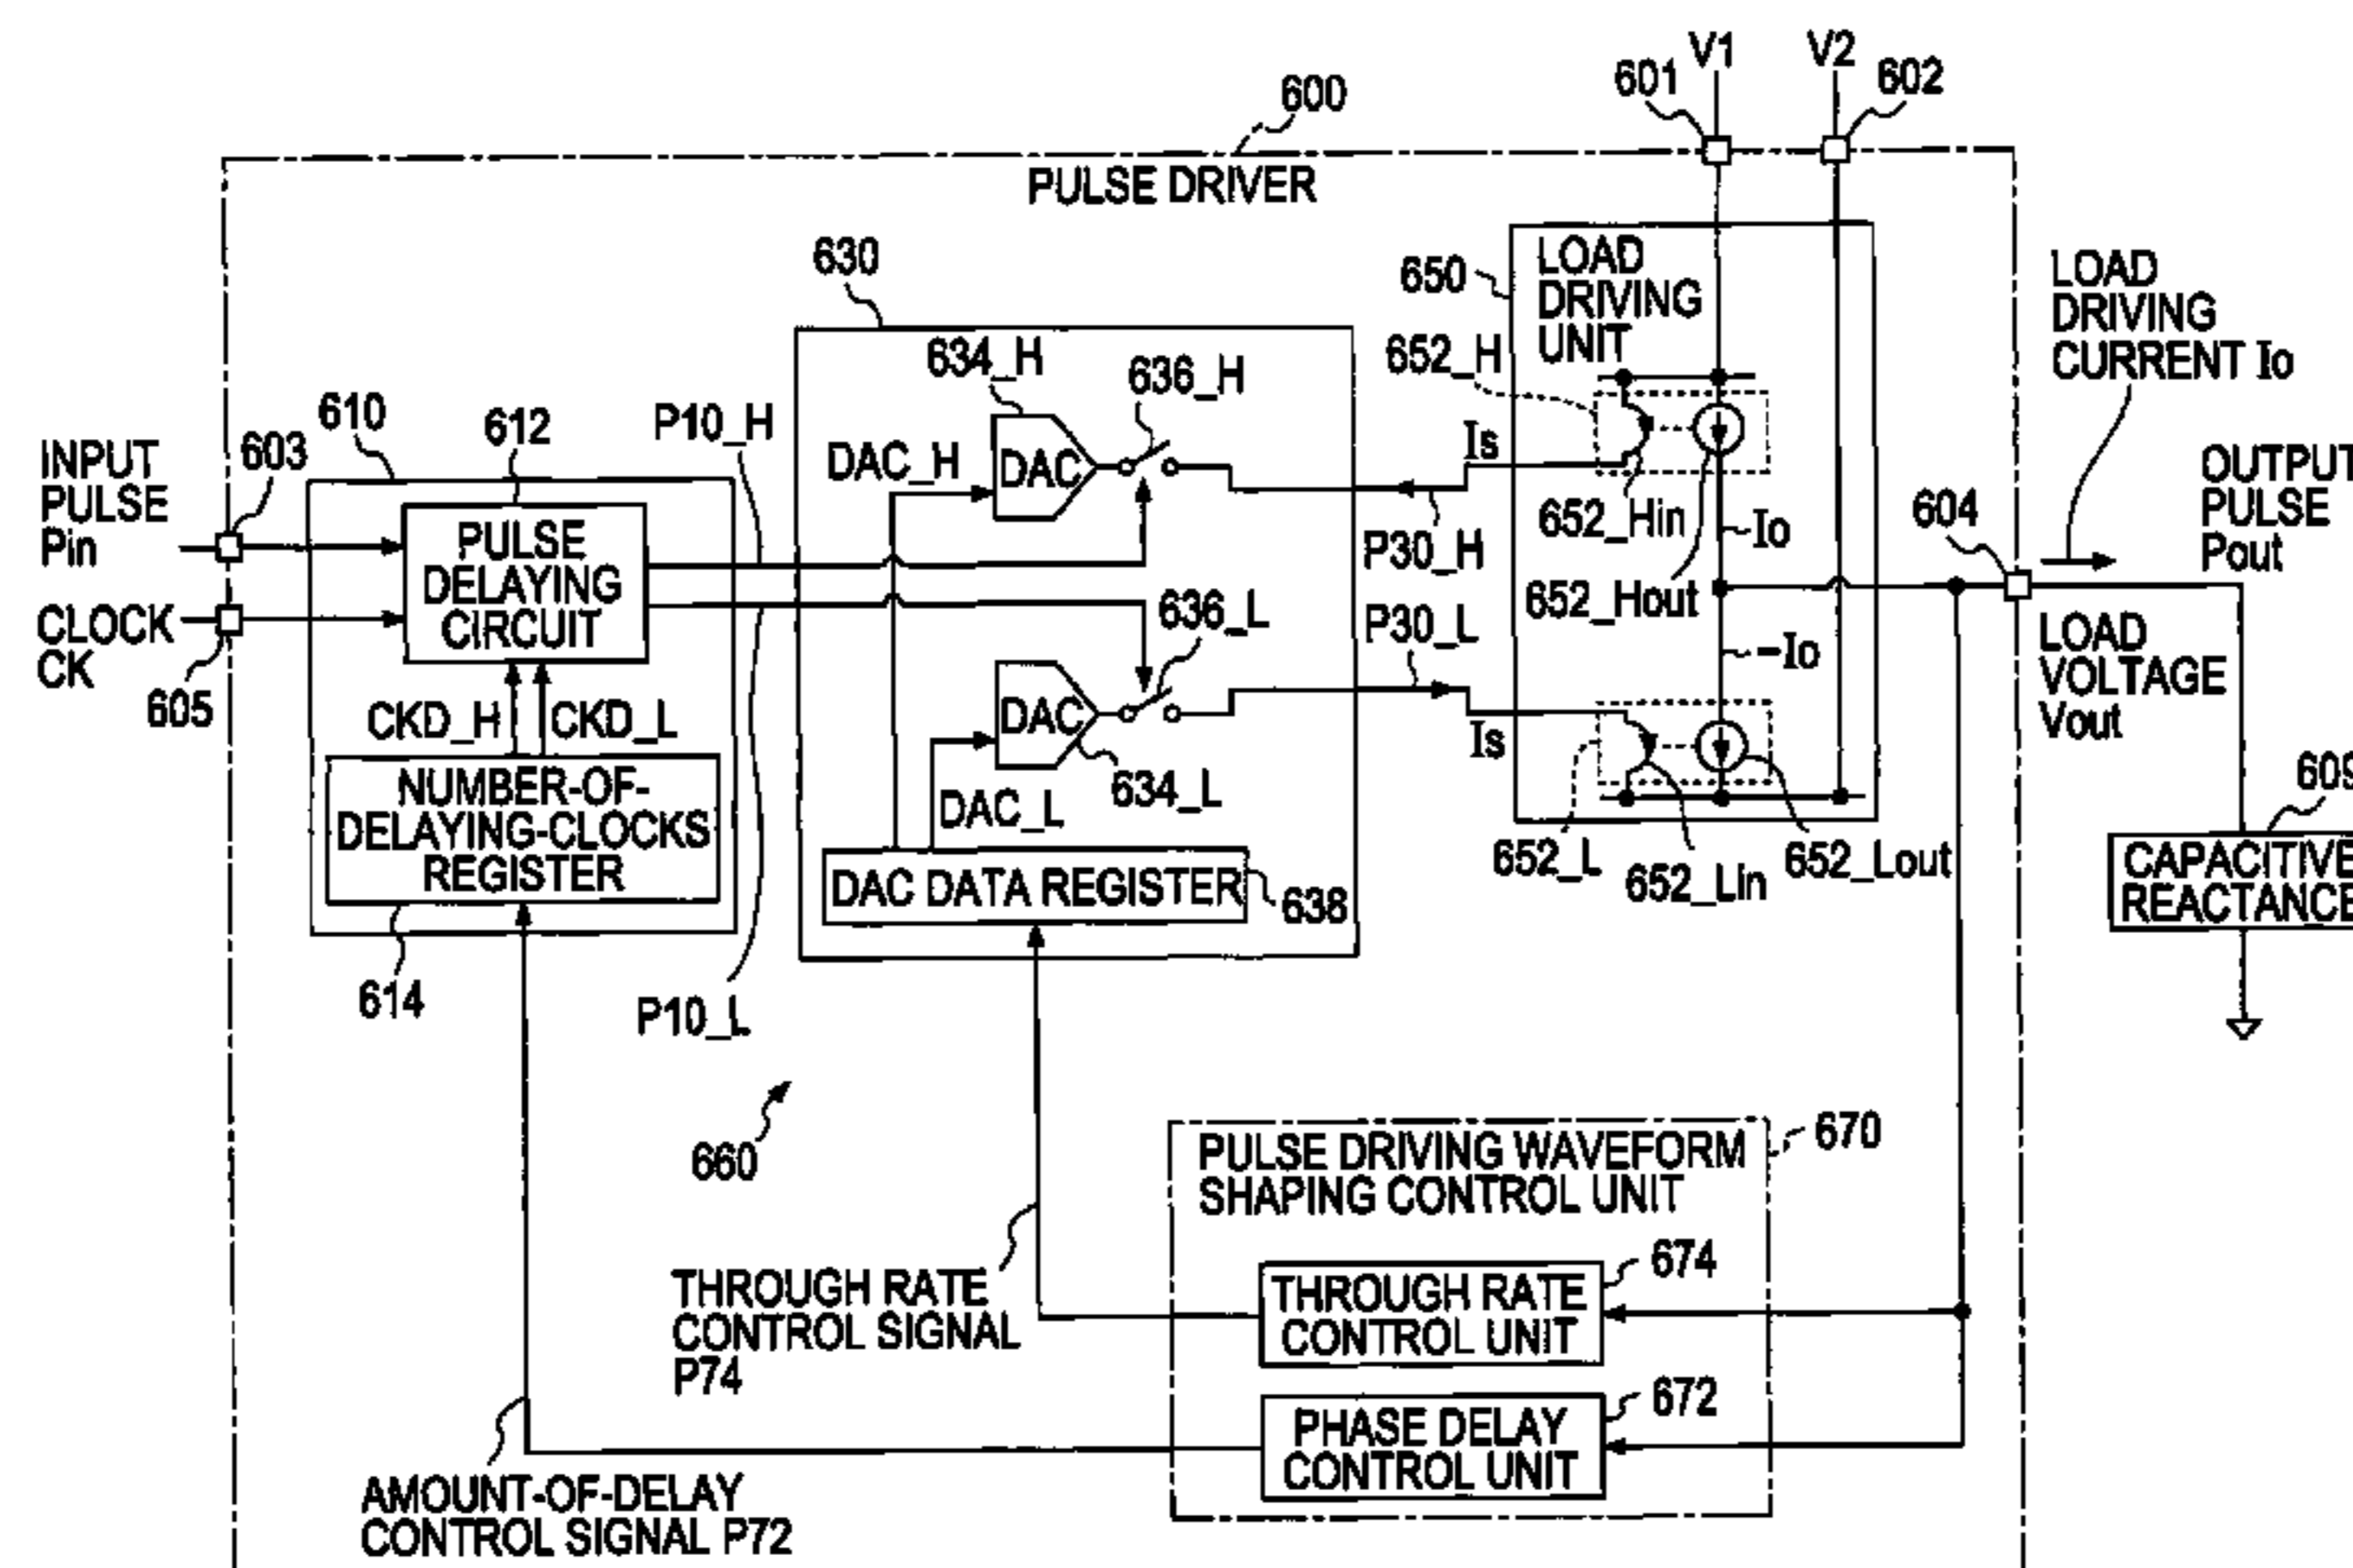 V1
V2
601
602
600
PULSE DRIVER
630
650
LOAD
DRIVING
UNIT
LOAD
DRIVING
CURRENT Io
634_H
636_H
652_H
610
612
P10_H
DAC_H
DAC
Is
INPUT
PULSE
Pin
603
OUTPUT
PULSE
Pout
604
652_Hin
Io
P30_H
PULSE
DELAYING
CIRCUIT
652_Hout
636_L
P30_L
CLOCK
CK
605
LOAD
VOLTAGE
Vout
-Io
CKD_H
CKD_L
DAC
Is
634_L
DAC_L
609
NUMBER-OF-
DELAYING-CLOCKS
REGISTER
652_L
652_Lin
652_Lout
CAPACITIVE
REACTANCE
DAC DATA REGISTER
638
614
P10_L
660
PULSE DRIVING WAVEFORM
SHAPING CONTROL UNIT
670
THROUGH RATE
CONTROL SIGNAL
P74
THROUGH RATE
CONTROL UNIT
674
PHASE DELAY
CONTROL UNIT
672
AMOUNT-OF-DELAY
CONTROL SIGNAL P72